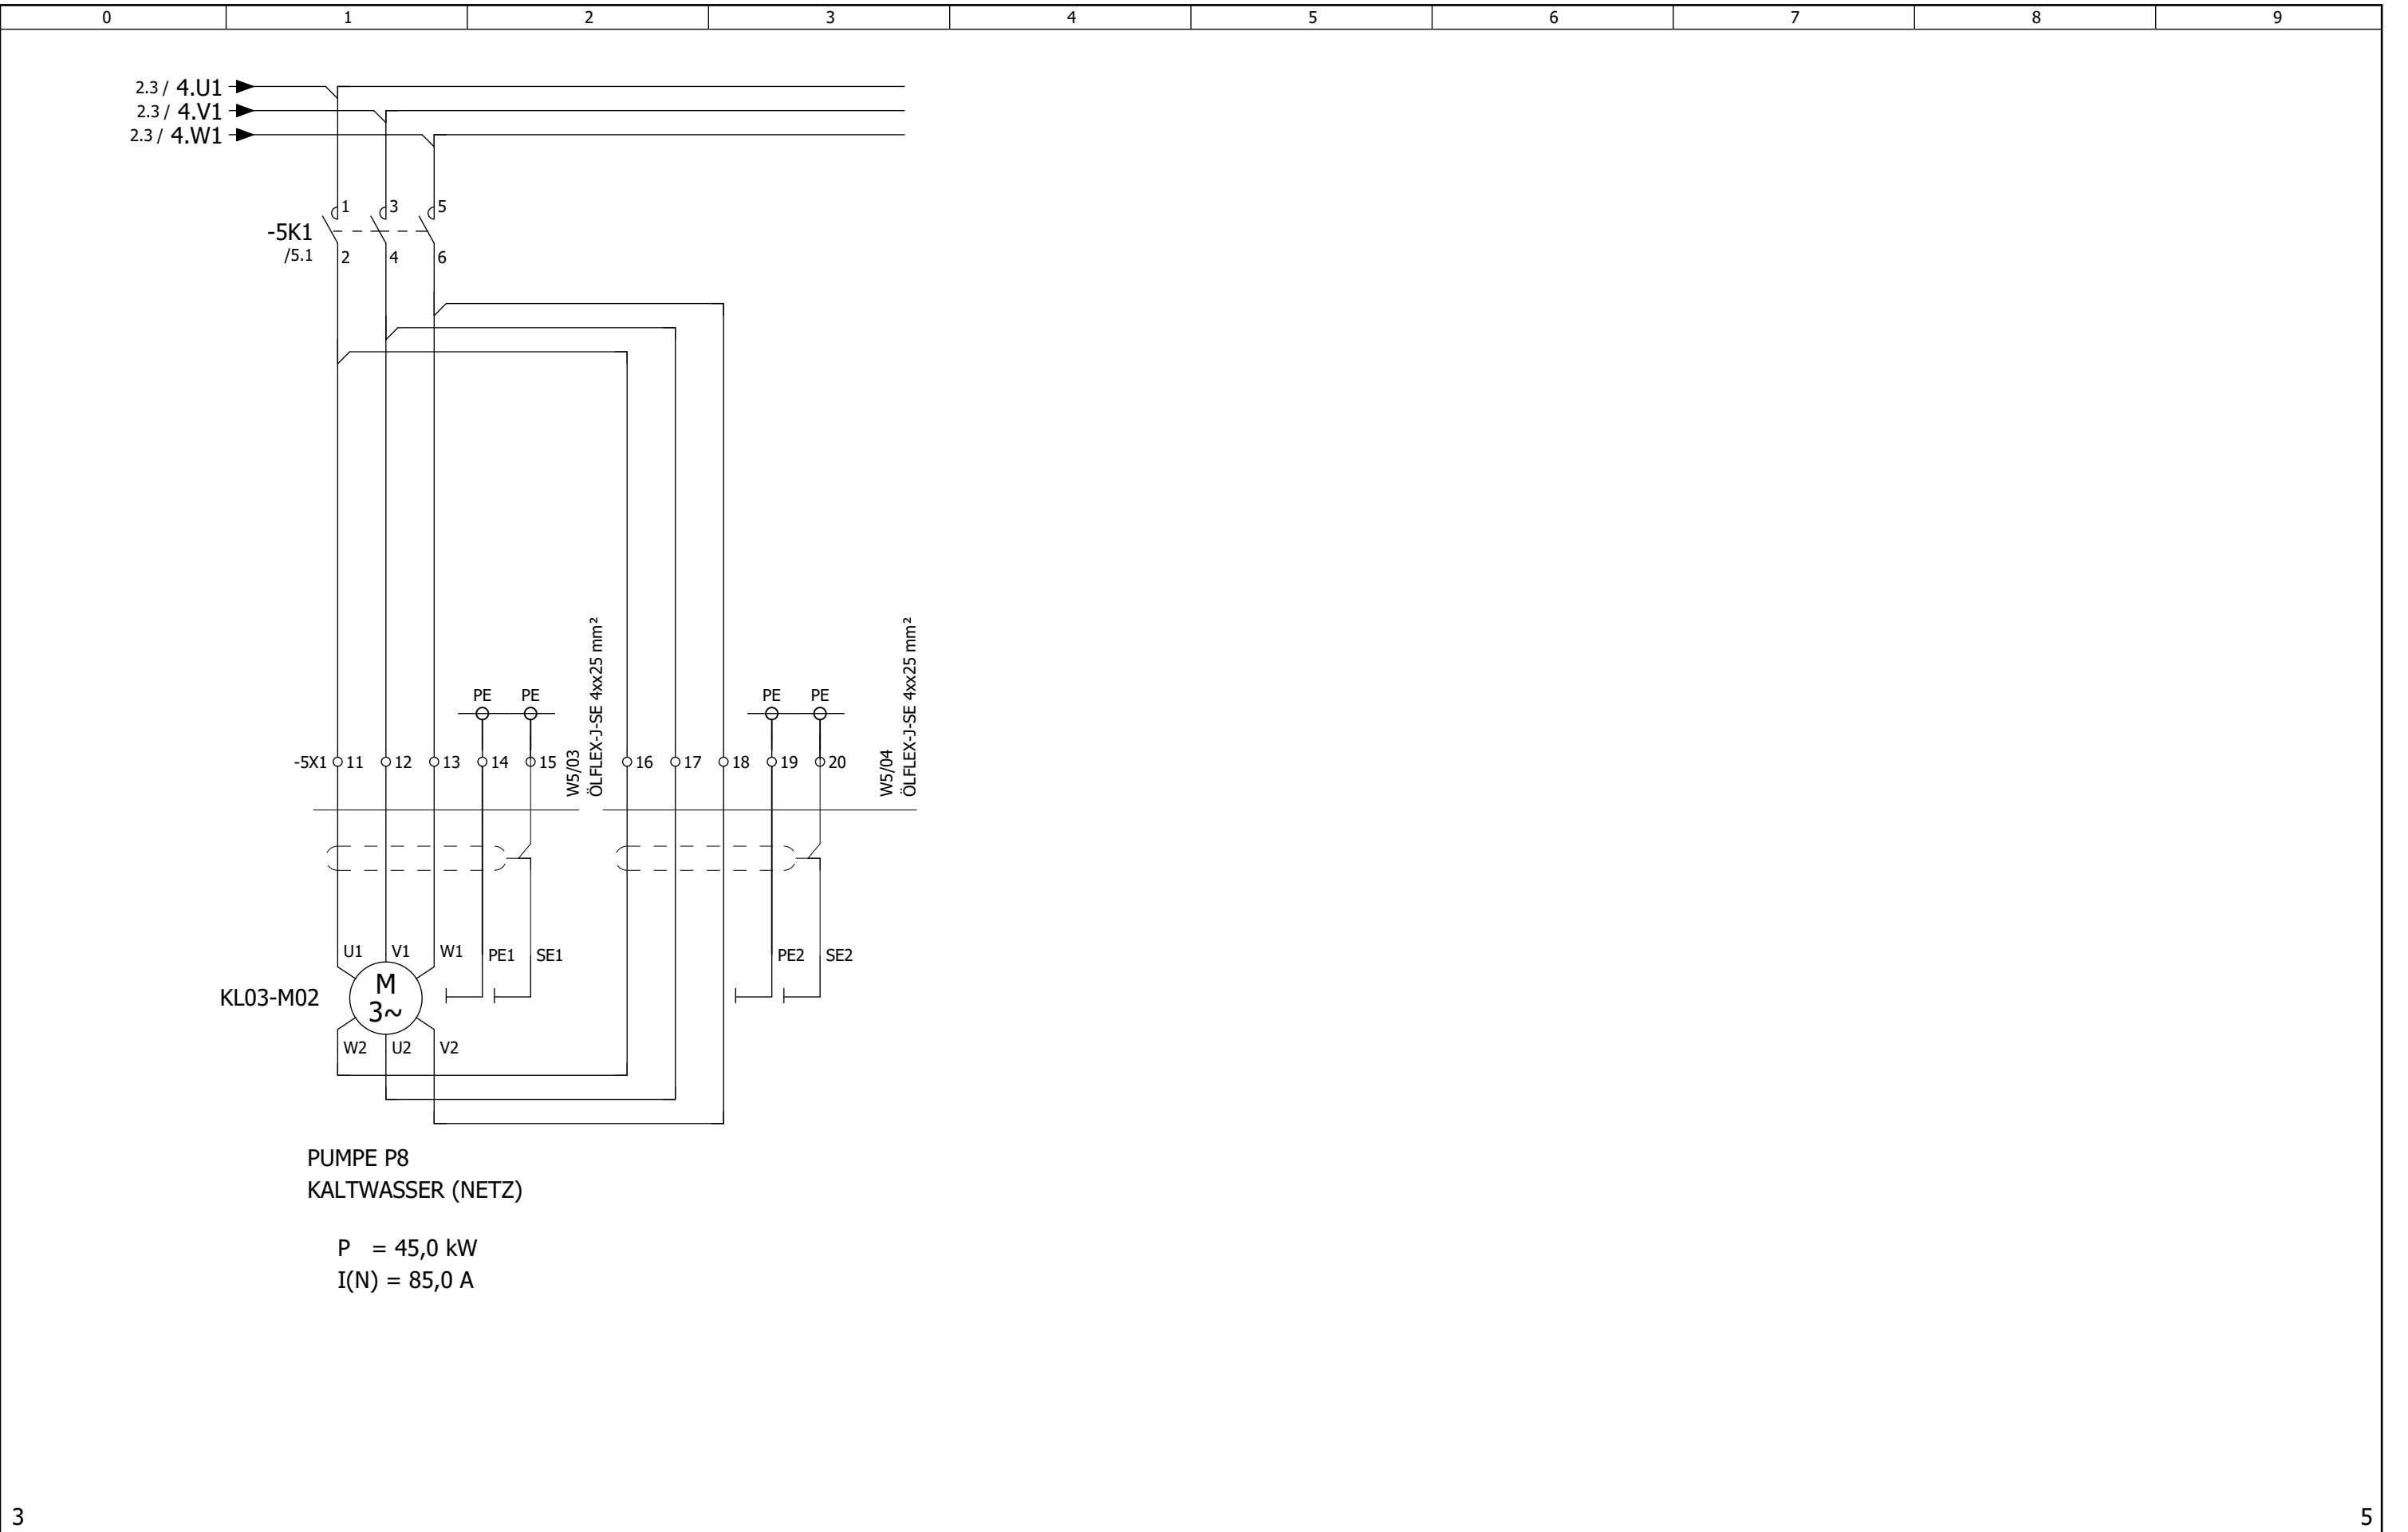 0 1 2 3 4 5 6 7 8 9
2.3 / 4.U1
2.3 / 4.V1
2.3 / 4.W1
1 3 5
-5K1
/5.1
2 4 6
W5/03
ÖLFLEX-J-SE 4xx25 mm²
W5/04
ÖLFLEX-J-SE 4xx25 mm²
PE PE PE PE
-5X1 11 12 13 14 15 16 17 18 19 20
U1 V1 W1 PE1 SE1 PE2 SE2
M
3~
KL03-M02
W2 U2 V2
PUMPE P8
KALTWASSER (NETZ)
P = 45,0 kW
I(N) = 85,0 A
3 5